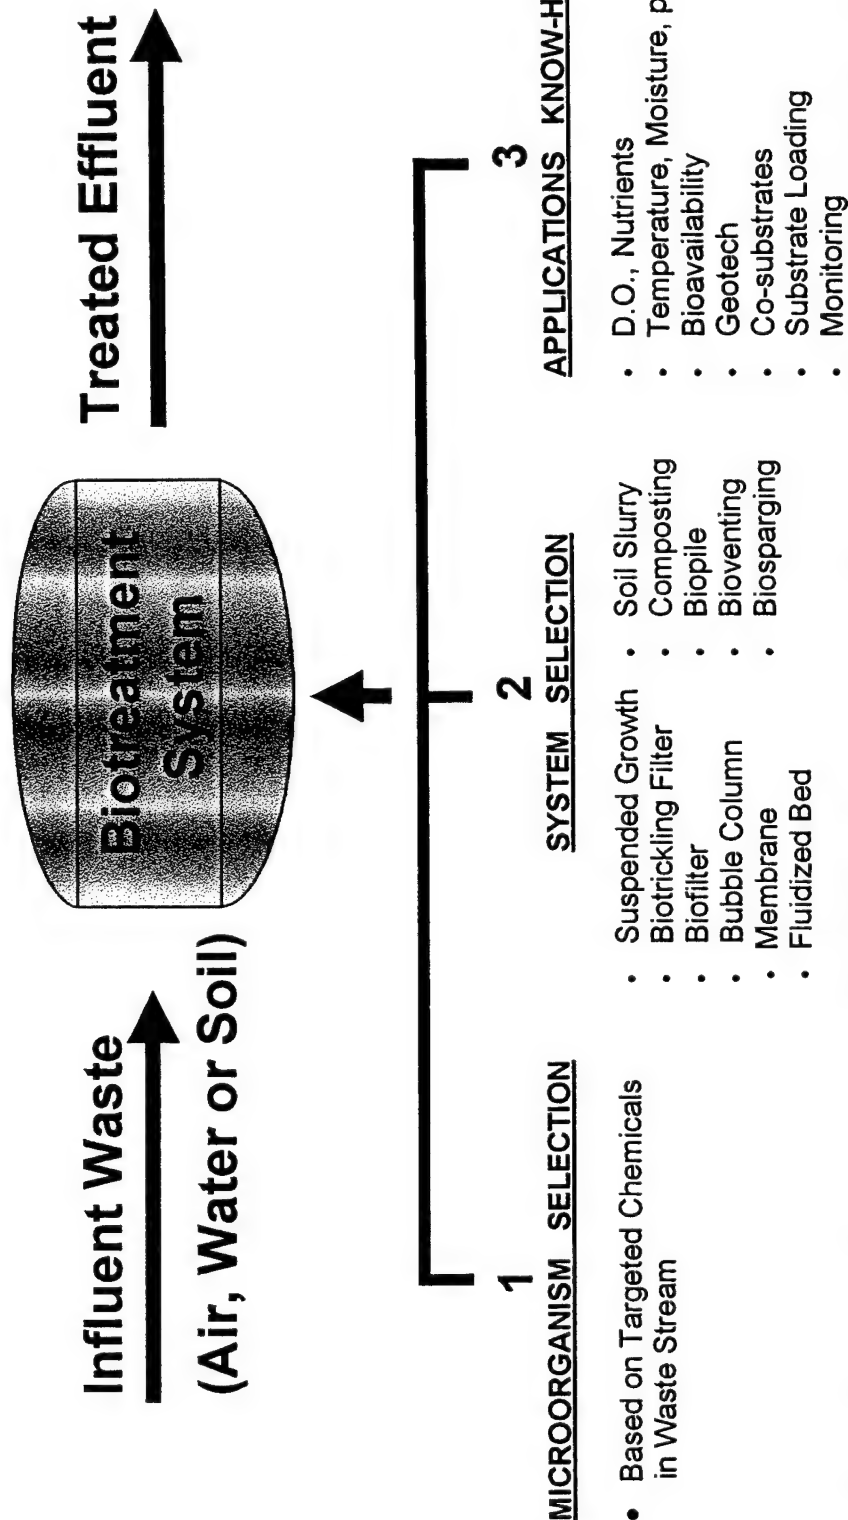 Influent Waste
(Air, Water or Soil)
Biotreatment
System
Treated Effluent
1
MICROORGANISM SELECTION
• Based on Targeted Chemicals
in Waste Stream
2
SYSTEM SELECTION
• Suspended Growth
• Biotrickling Filter
• Biofilter
• Bubble Column
• Membrane
• Fluidized Bed
• Soil Slurry
• Composting
• Biopile
• Bioventing
• Biosparging
3
APPLICATIONS KNOW-H
• D.O., Nutrients
• Temperature, Moisture, p
• Bioavailability
• Geotech
• Co-substrates
• Substrate Loading
• Monitoring